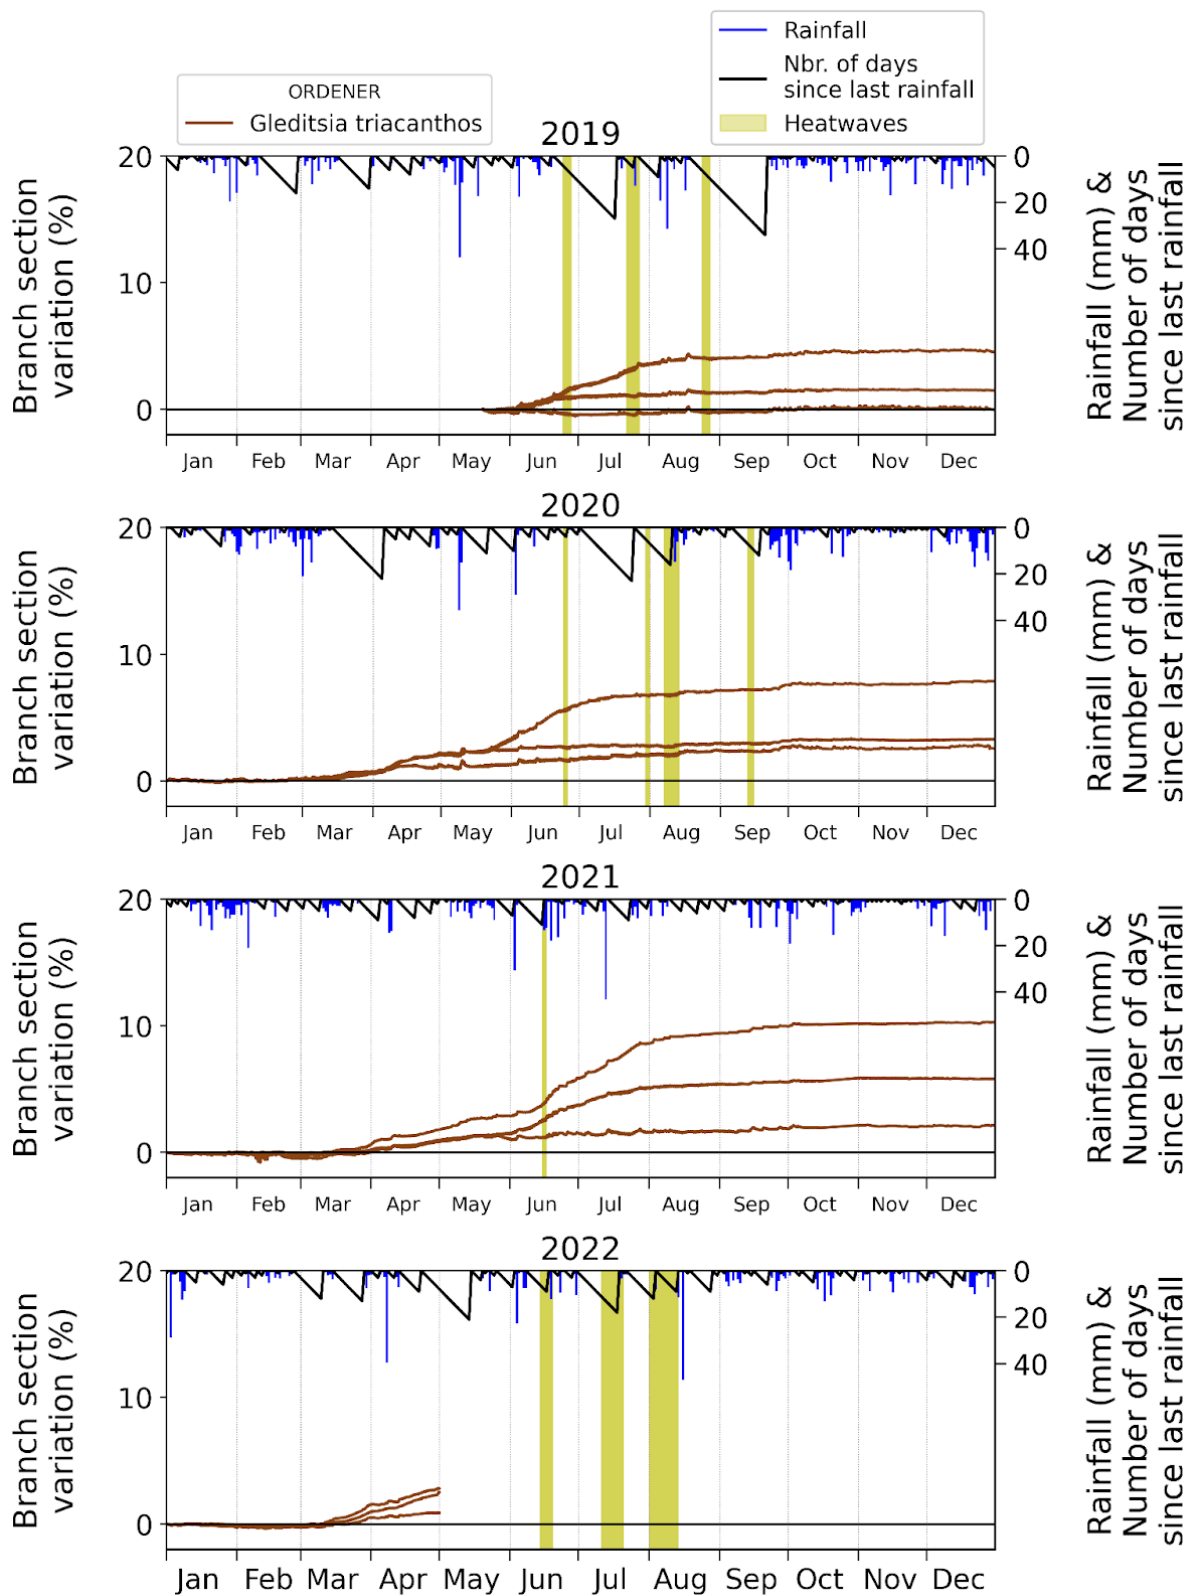 Rainfall
Nbr. of days
since last rainfall
Heatwaves
ORDENER
Gleditsia triacanthos
2019
Branch section
variation (%)
20
10
0
0
20
40
Rainfall (mm) &
Number of days
since last rainfall
Jan Feb Mar Apr May Jun Jul Aug Sep Oct Nov Dec
2020
Branch section
variation (%)
20
10
0
0
20
40
Rainfall (mm) &
Number of days
since last rainfall
Jan Feb Mar Apr May Jun Jul Aug Sep Oct Nov Dec
2021
Branch section
variation (%)
20
10
0
0
20
40
Rainfall (mm) &
Number of days
since last rainfall
Jan Feb Mar Apr May Jun Jul Aug Sep Oct Nov Dec
2022
Branch section
variation (%)
20
10
0
0
20
40
Rainfall (mm) &
Number of days
since last rainfall
Jan Feb Mar Apr May Jun Jul Aug Sep Oct Nov Dec